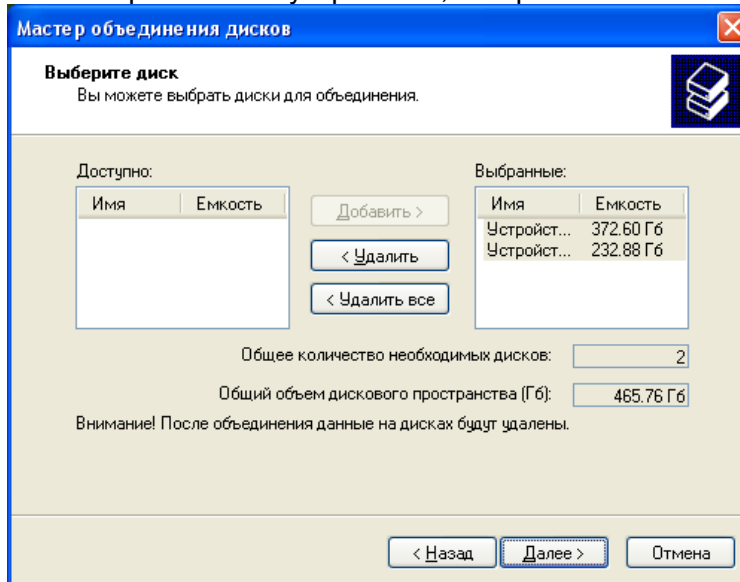 Мастер объединения дисков
Выберите диск
Вы можете выбрать диски для объединения.
Доступно:
Имя Емкость
Добавить >
< Удалить
< Удалить все
Выбранные:
Имя Емкость
Устройст... 372.60 Гб
Устройст... 232.88 Гб
Общее количество необходимых дисков: 2
Общий объем дискового пространства (Гб): 465.76 Гб
Внимание! После объединения данные на дисках будут удалены.
< Назад Далее > Отмена